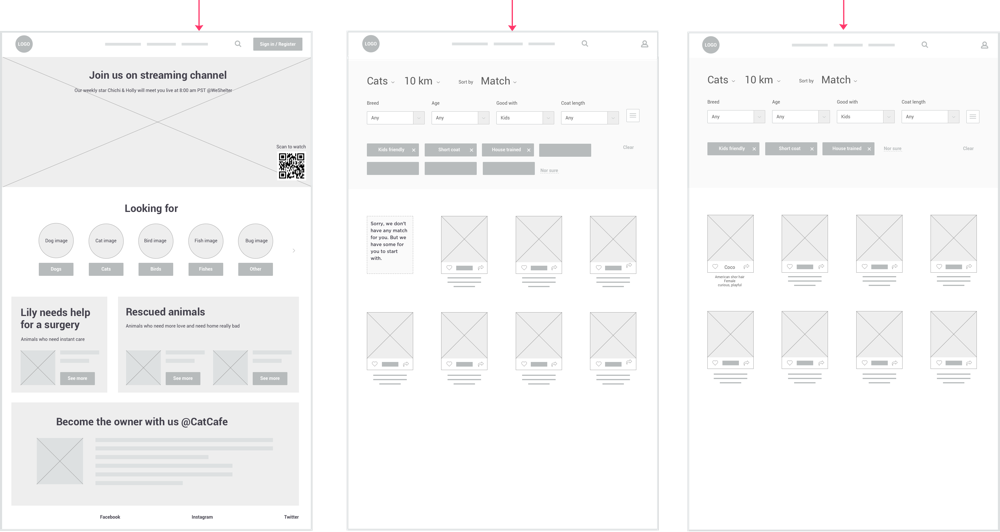 LOGO
Sign in / Register
Join us on streaming channel
Our weekly star Chichi & Holly will meet you live at 8:00 am PST @WeShelter
Scan to watch
Looking for
Dog image
Cat image
Bird image
Fish image
Bug image
Dogs
Cats
Birds
Fishes
Other
Lily needs help
for a surgery
Animals who need instant care
See more
Rescued animals
Animals who need more love and need home really bad
See more
See more
Become the owner with us @CatCafe
Facebook
Instagram
Twitter
LOGO
Cats
10 km
Sort by
Match
Breed
Age
Good with
Coat length
Any
Any
Kids
Any
Kids friendly ×
Short coat ×
House trained ×
Clear
Nor sure
Sorry, we don't
have any match
for you. But we
have some for
you to start
with.
LOGO
Cats
10 km
Sort by
Match
Breed
Age
Good with
Coat length
Any
Any
Kids
Any
Kids friendly ×
Short coat ×
House trained ×
Nor sure
Clear
Coco
American shor-hair
Female
curious, playful